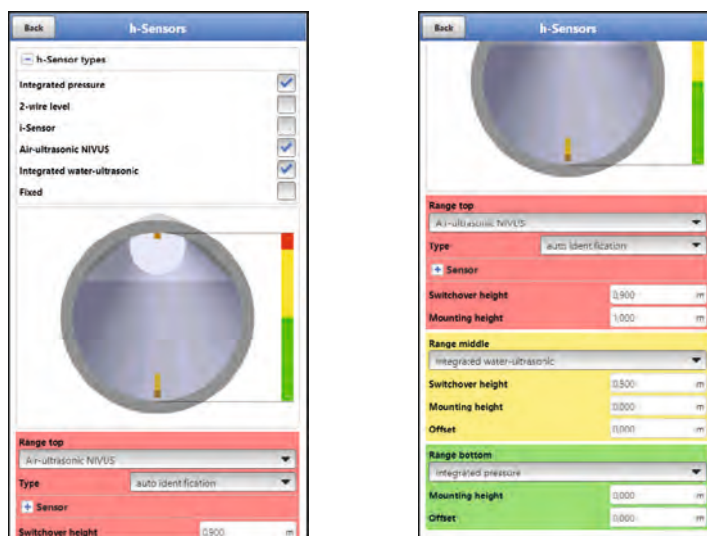 Back h-Sensors
h-Sensor types
Integrated pressure
2-wire level
i-Sensor
Air-ultrasonic NIVUS
Integrated water-ultrasonic
Fixed
Range top
Air-ultrasonic NIVUS
Type auto identification
Sensor
Switchover height 0,900 m
Back h-Sensors
Range top
Air-ultrasonic NIVUS
Type auto identification
Sensor
Switchover height 0,900 m
Mounting height 1,000 m
Range middle
Integrated water-ultrasonic
Switchover height 0,500 m
Mounting height 0,000 m
Offset 0,000 m
Range bottom
Integrated pressure
Mounting height 0,000 m
Offset 0,000 m